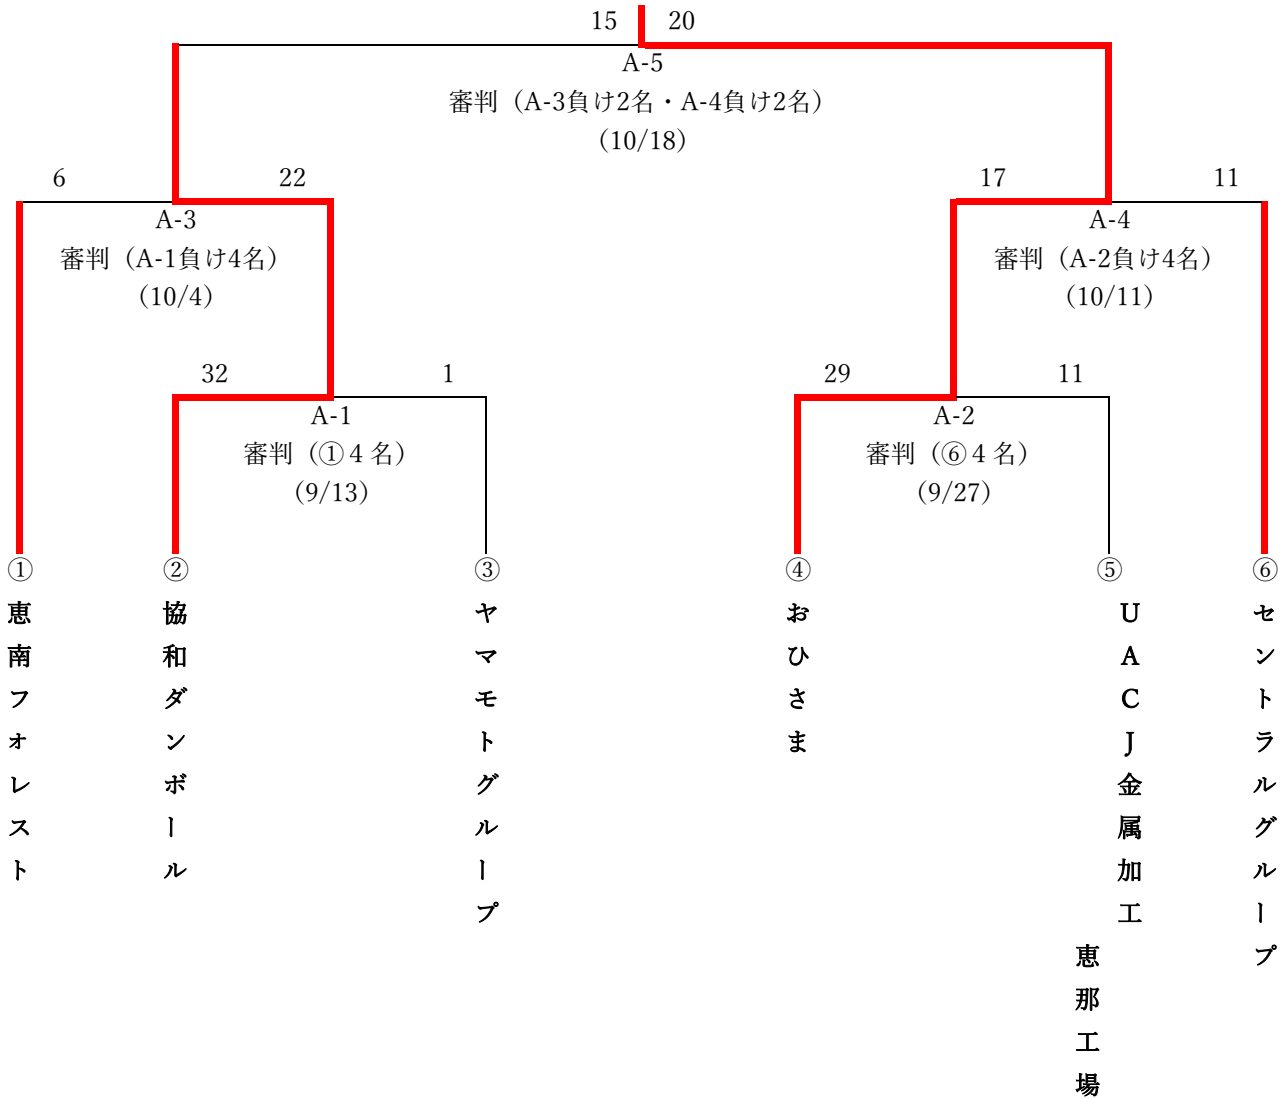 15 20
A-5
審判（A-3負け2名・A-4負け2名）
（10/18）
6 22
A-3
審判（A-1負け4名）
（10/4）
17 11
A-4
審判（A-2負け4名）
（10/11）
32 1
A-1
審判（①４名）
（9/13）
29 11
A-2
審判（⑥４名）
（9/27）
①
恵南フォレスト
②
協和ダンボール
③
ヤマモトグループ
④
おひさま
⑤
ＵＡＣＪ金属加工
恵那工場
⑥
セントラルグループ